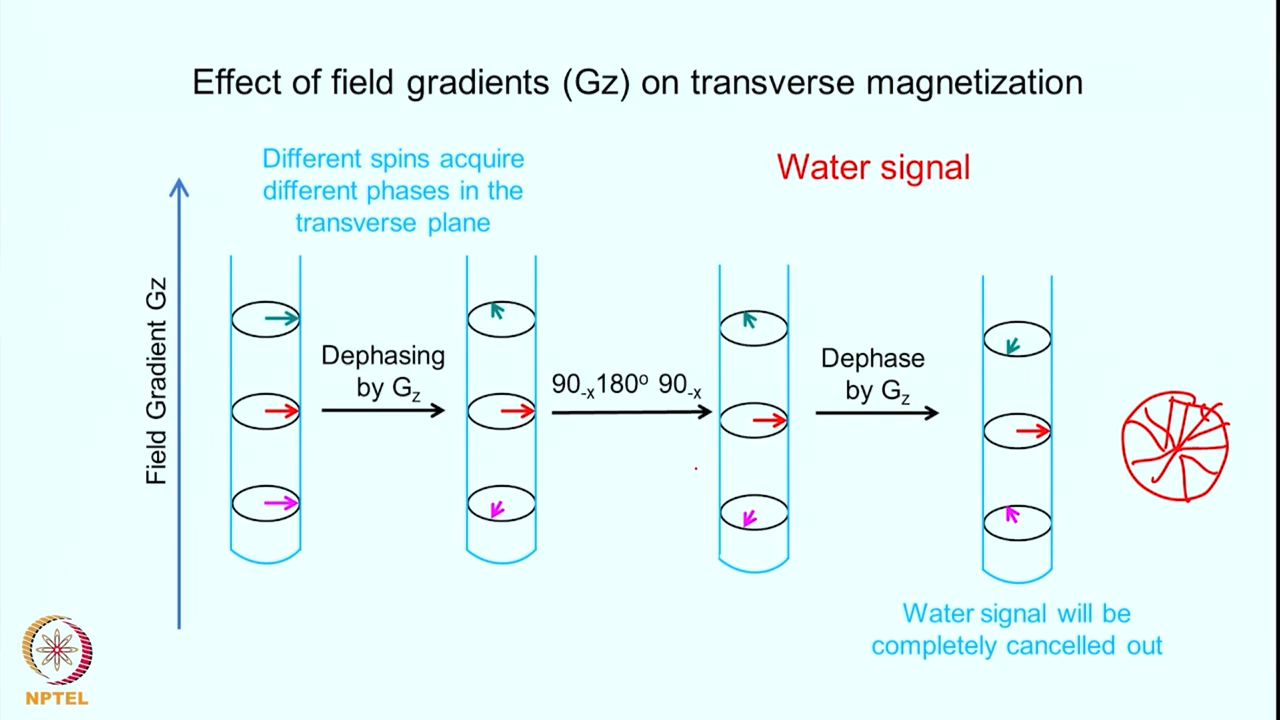 Effect of field gradients (Gz) on transverse magnetization
Different spins acquire
different phases in the
transverse plane
Water signal
Field Gradient Gz
Dephasing
by Gz
90-x180º 90-x
Dephase
by Gz
Water signal will be
completely cancelled out
NPTEL